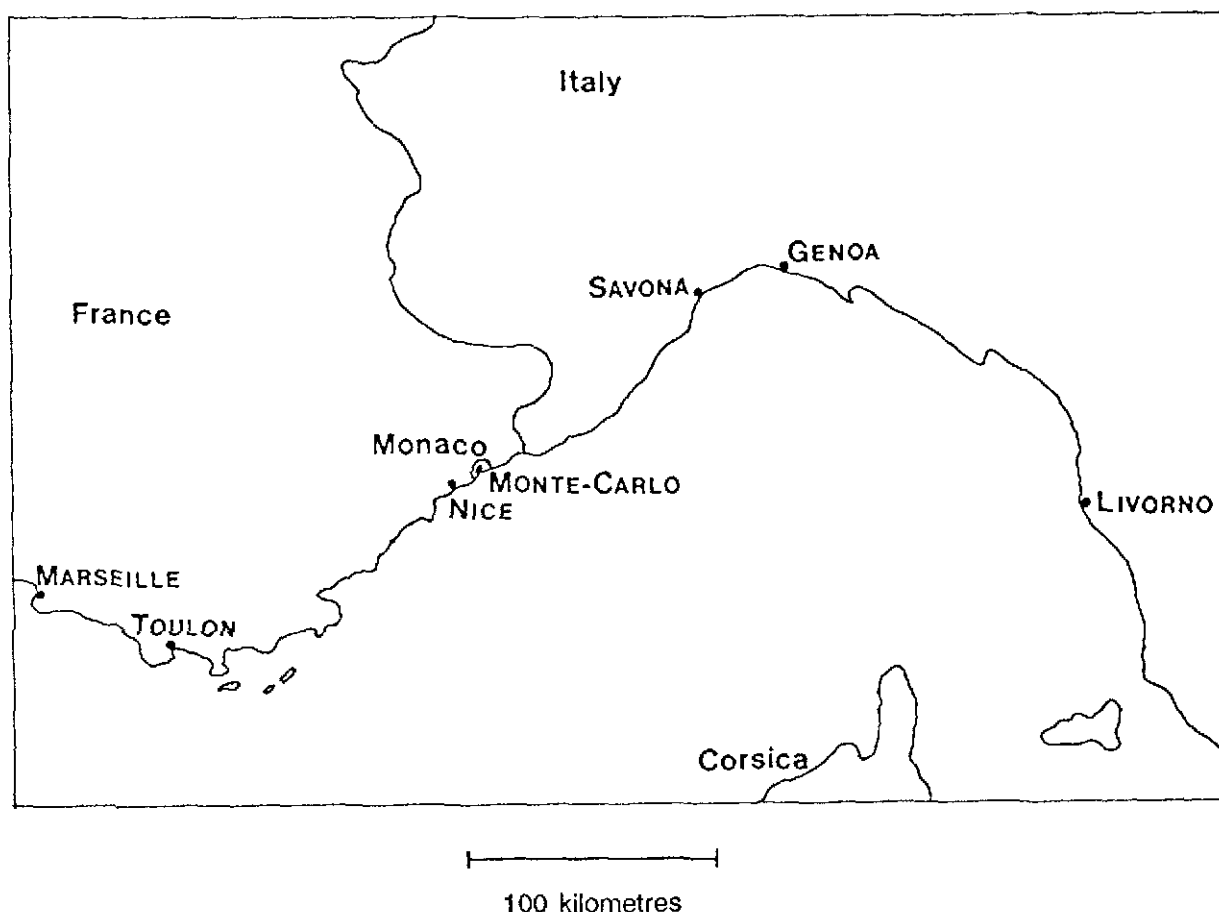 Italy
GENOA
SAVONA
France
Monaco
MONTE-CARLO
NICE
LIVORNO
MARSEILLE
TOULON
Corsica
100 kilometres